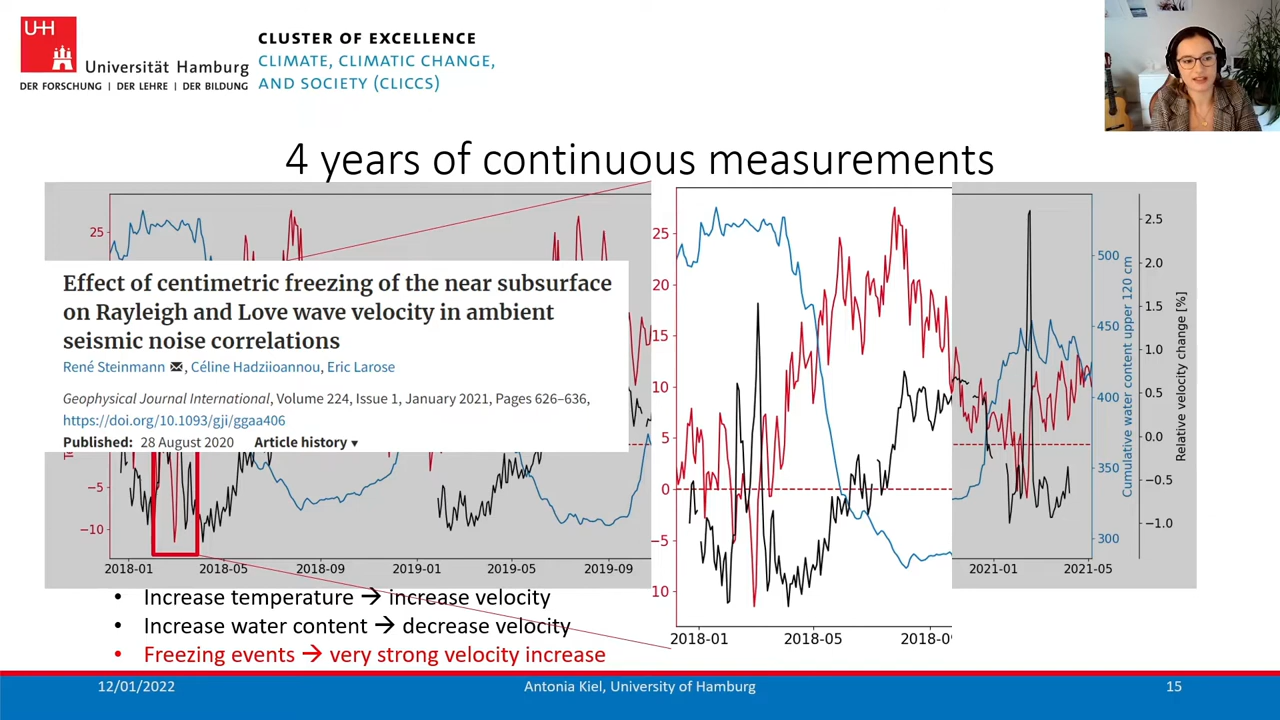 U+H
Universität Hamburg
DER FORSCHUNG | DER LEHRE | DER BILDUNG
CLUSTER OF EXCELLENCE
CLIMATE, CLIMATIC CHANGE,
AND SOCIETY (CLICCS)
4 years of continuous measurements
25
−5
−10
2018-01
2018-05
2018-09
2019-01
2019-05
2019-09
Effect of centimetric freezing of the near subsurface
on Rayleigh and Love wave velocity in ambient
seismic noise correlations
René Steinmann , Céline Hadziioannou, Eric Larose
Geophysical Journal International, Volume 224, Issue 1, January 2021, Pages 626–636,
https://doi.org/10.1093/gji/ggaa406
Published: 28 August 2020 Article history
25
20
15
10
5
0
−5
10
2018-01
2018-05
2018-0
2021-01
2021-05
500
450
400
350
300
Cumulative water content upper 120 cm
2.5
2.0
1.5
1.0
0.5
0.0
−0.5
−1.0
Relative velocity change [%]
• Increase temperature → increase velocity
• Increase water content → decrease velocity
• Freezing events → very strong velocity increase
12/01/2022
Antonia Kiel, University of Hamburg
15